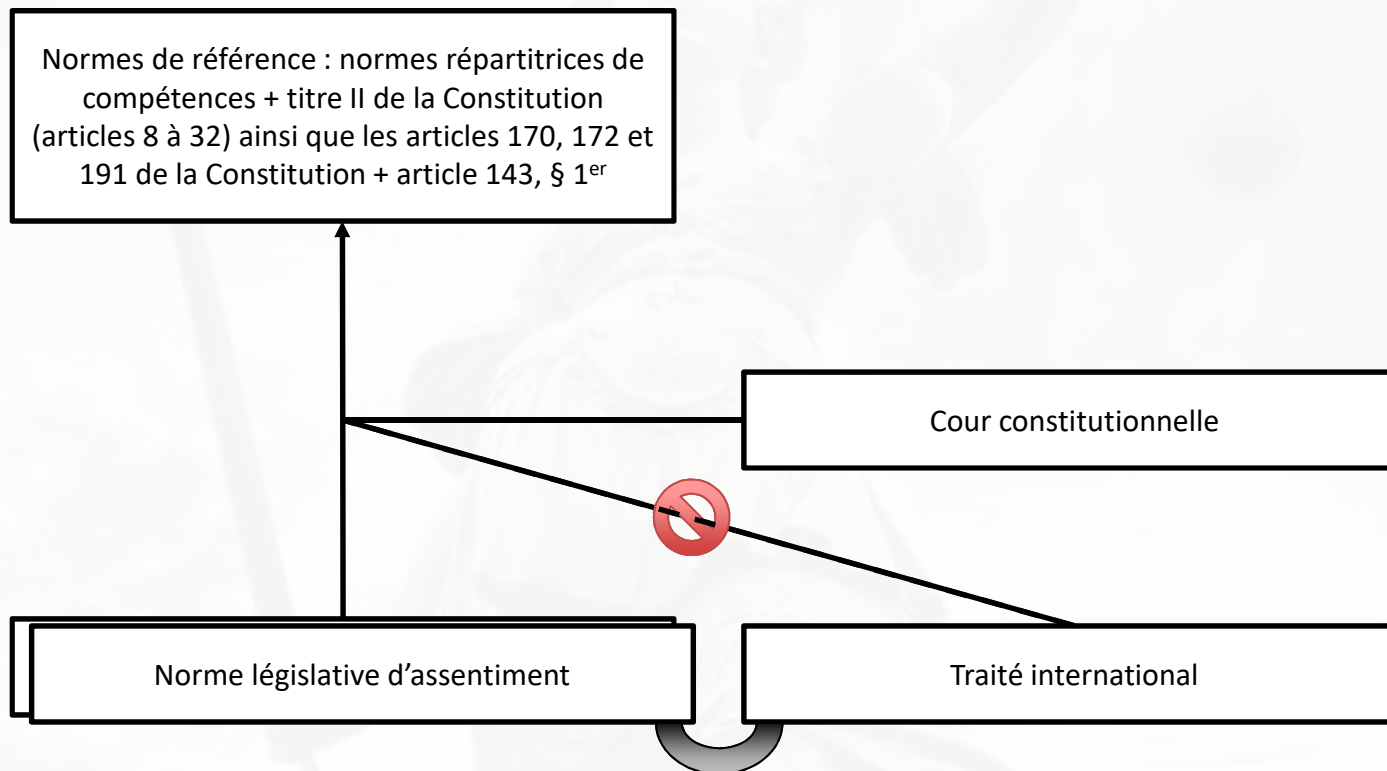 Normes de référence : normes répartitrices de
compétences + titre II de la Constitution
(articles 8 à 32) ainsi que les articles 170, 172 et
191 de la Constitution + article 143, § 1er
Cour constitutionnelle
Norme législative d’assentiment
Traité international